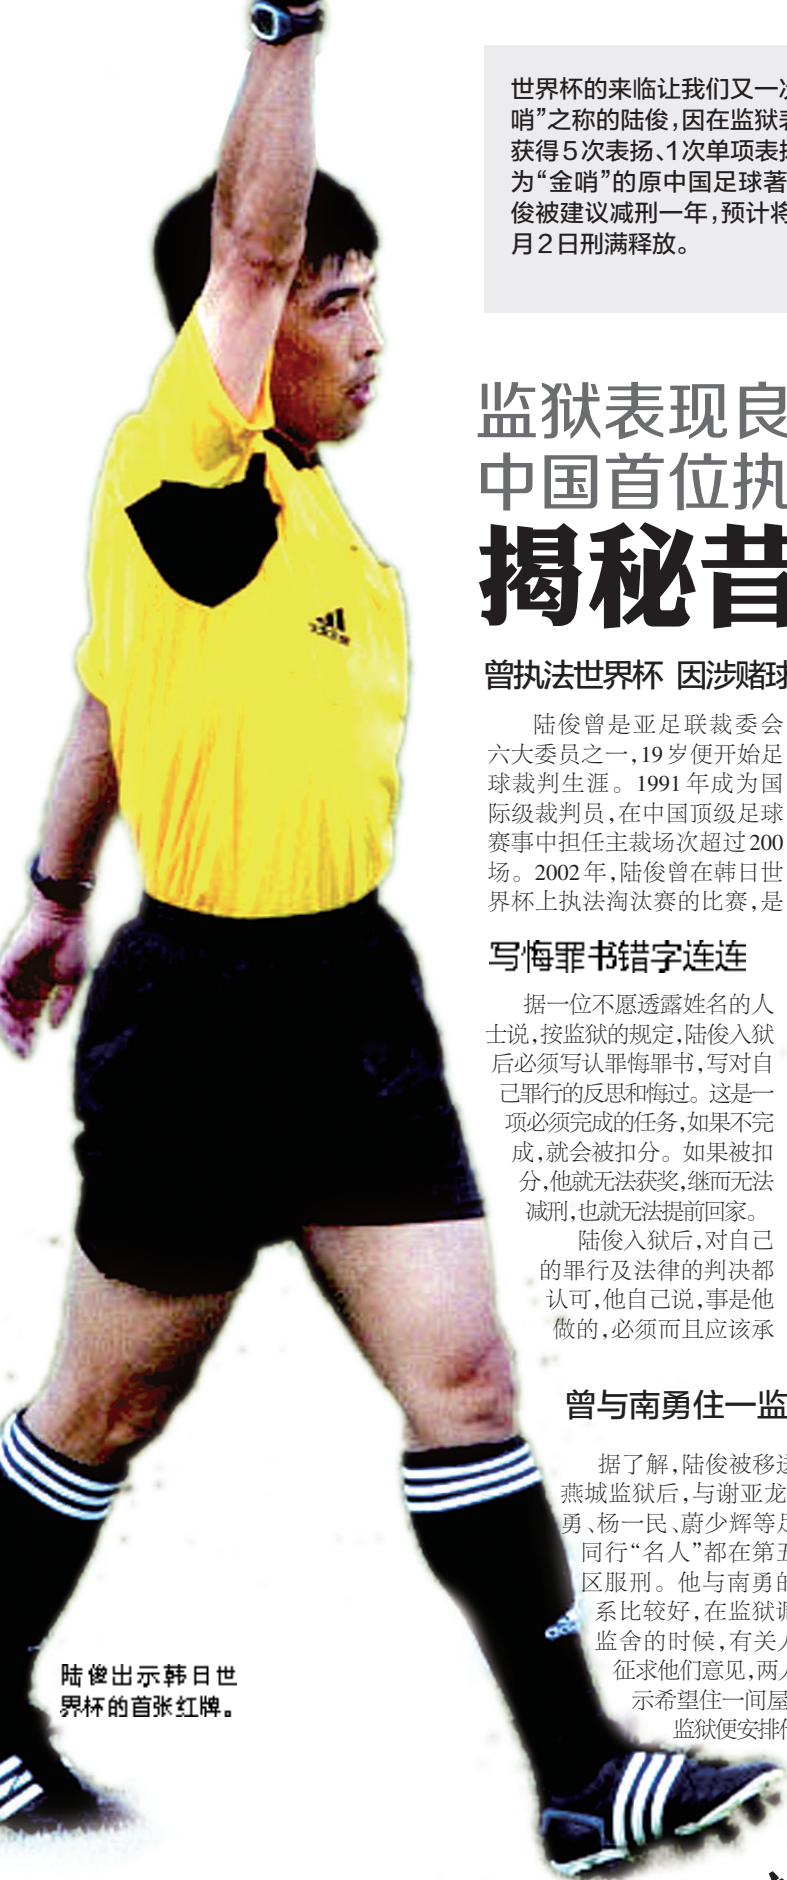 世界杯的来临让我们又一次
哨”之称的陆俊,因在监狱表
获得5次表扬、1次单项表扬
为“金哨”的原中国足球著
俊被建议减刑一年,预计将
月2日刑满释放。
监狱表现良
中国首位执
揭秘昔
曾执法世界杯 因涉赌球
陆俊曾是亚足联裁委会
六大委员之一,19岁便开始足
球裁判生涯。1991年成为国
际级裁判员,在中国顶级足球
赛事中担任主裁场次超过200
场。2002年,陆俊曾在韩日世
界杯上执法淘汰赛的比赛,是
写悔罪书错字连连
据一位不愿透露姓名的人
士说,按监狱的规定,陆俊入狱
后必须写认罪悔罪书,写对自
己罪行的反思和悔过。这是一
项必须完成的任务,如果不完
成,就会被扣分。如果被扣
分,他就无法获奖,继而无法
减刑,也就无法提前回家。
陆俊入狱后,对自己
的罪行及法律的判决都
认可,他自己说,事是他
做的,必须而且应该承
曾与南勇住一监
据了解,陆俊被移送
燕城监狱后,与谢亚龙
勇、杨一民、蔚少辉等足
同行“名人”都在第五
区服刑。他与南勇的
系比较好,在监狱调
监舍的时候,有关人
征求他们意见,两人
示希望住一间屋
监狱便安排他
陆俊出示韩日世
界杯的首张红牌。
adidas